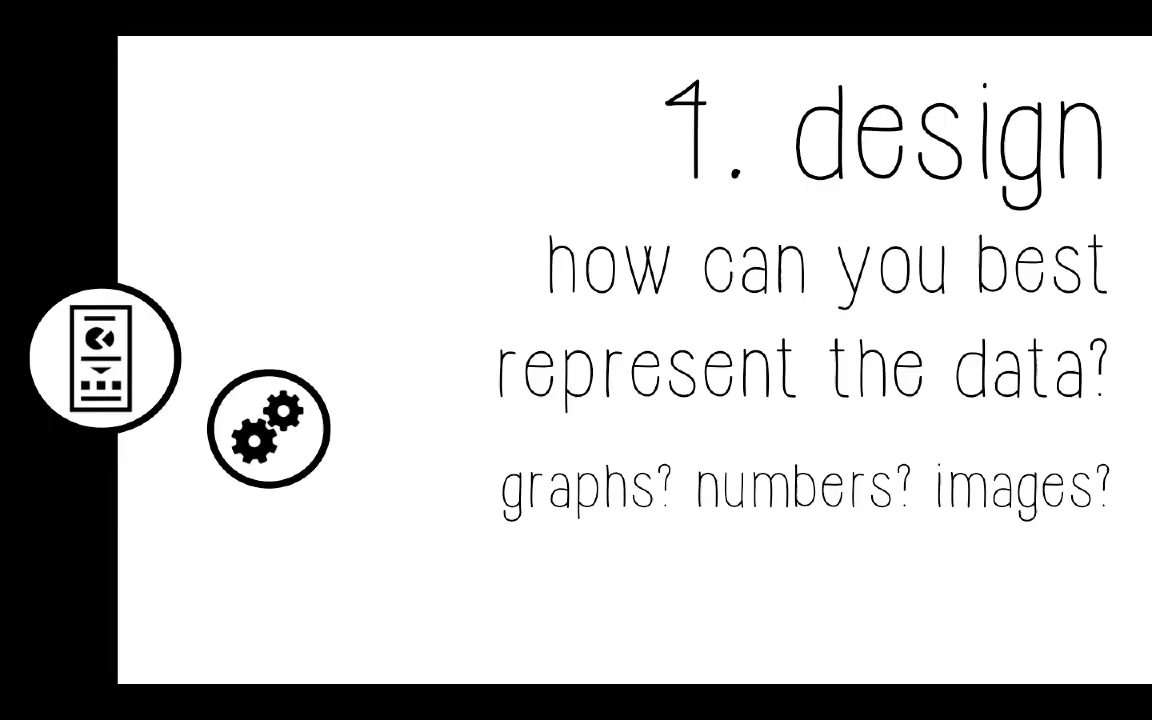 4. design
how can you best
represent the data?
graphs? numbers? images?